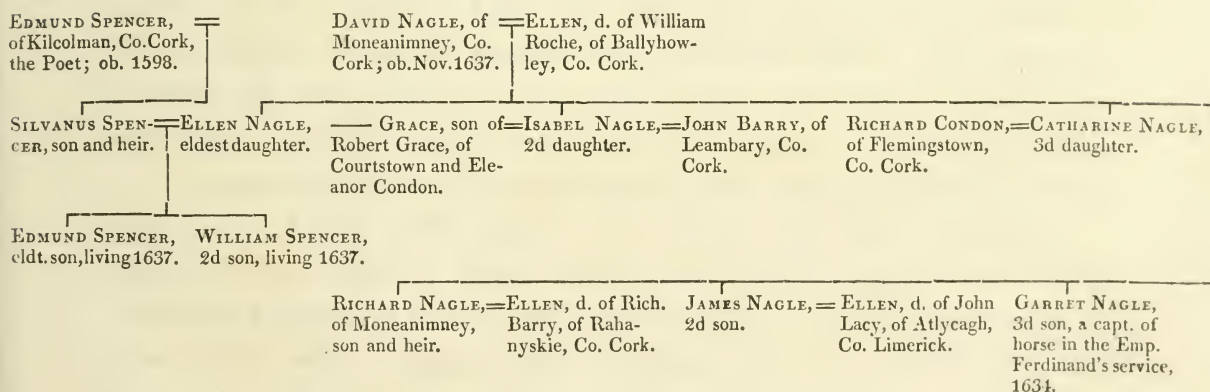 EDMUND SPENCER,
of Kilcolman, Co. Cork,
the Poet; ob. 1598.
DAVID NAGLE, of
Moneanimney, Co.
Cork; ob. Nov. 1637.
=ELLEN, d. of William
Roche, of Ballyhow-
ley, Co. Cork.
SILVANUS SPEN-
CER, son and heir.
=ELLEN NAGLE,
eldest daughter.
—— GRACE, son of
Robert Grace, of
Courtstown and Ele-
anor Condon.
=ISABEL NAGLE,
2d daughter.
=JOHN BARRY, of
Leambary, Co.
Cork.
RICHARD CONDON,
of Flemingstown,
Co. Cork.
=CATHARINE NAGLE,
3d daughter.
EDMUND SPENCER,
eldt. son, living 1637.
WILLIAM SPENCER,
2d son, living 1637.
RICHARD NAGLE,
of Moneanimney,
son and heir.
=ELLEN, d. of Rich.
Barry, of Raha-
nyskie, Co. Cork.
JAMES NAGLE,
2d son.
= ELLEN, d. of John
Lacy, of Atlycagh,
Co. Limerick.
GARRET NAGLE,
3d son, a capt. of
horse in the Emp.
Ferdinand's service,
1634.